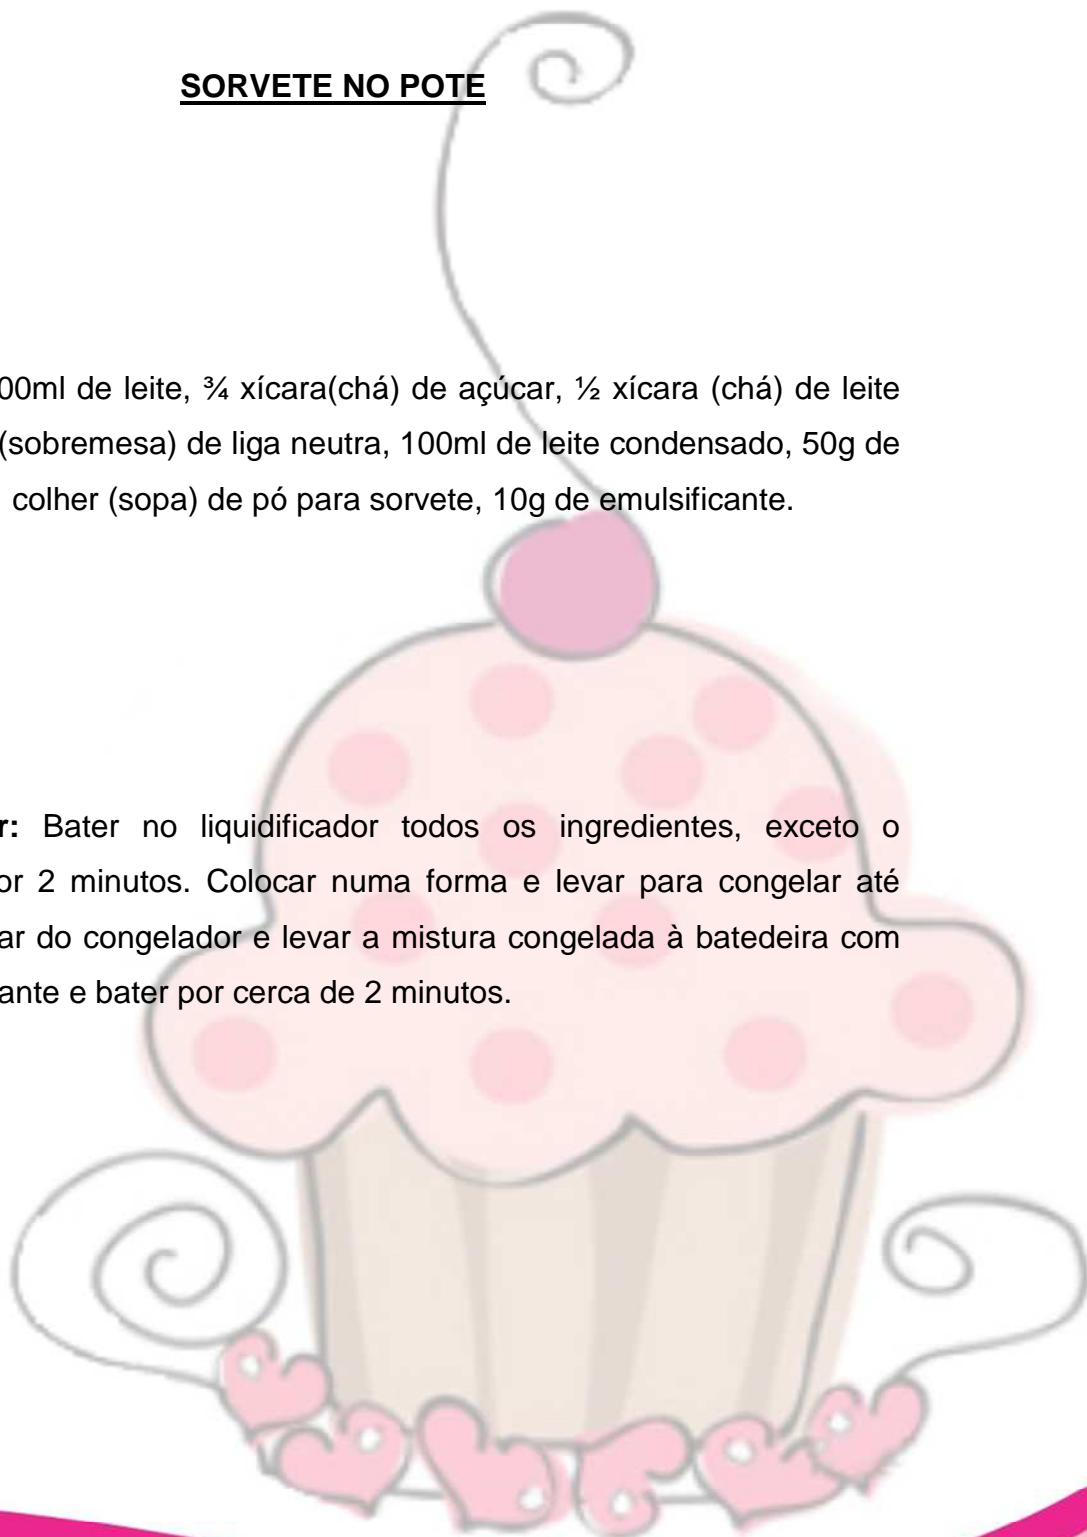 SORVETE NO POTE
00ml de leite, ¾ xícara(chá) de açúcar, ½ xícara (chá) de leite
(sobremesa) de liga neutra, 100ml de leite condensado, 50g de
colher (sopa) de pó para sorvete, 10g de emulsificante.
r: Bater no liquidificador todos os ingredientes, exceto o
or 2 minutos. Colocar numa forma e levar para congelar até
ar do congelador e levar a mistura congelada à batedeira com
ante e bater por cerca de 2 minutos.